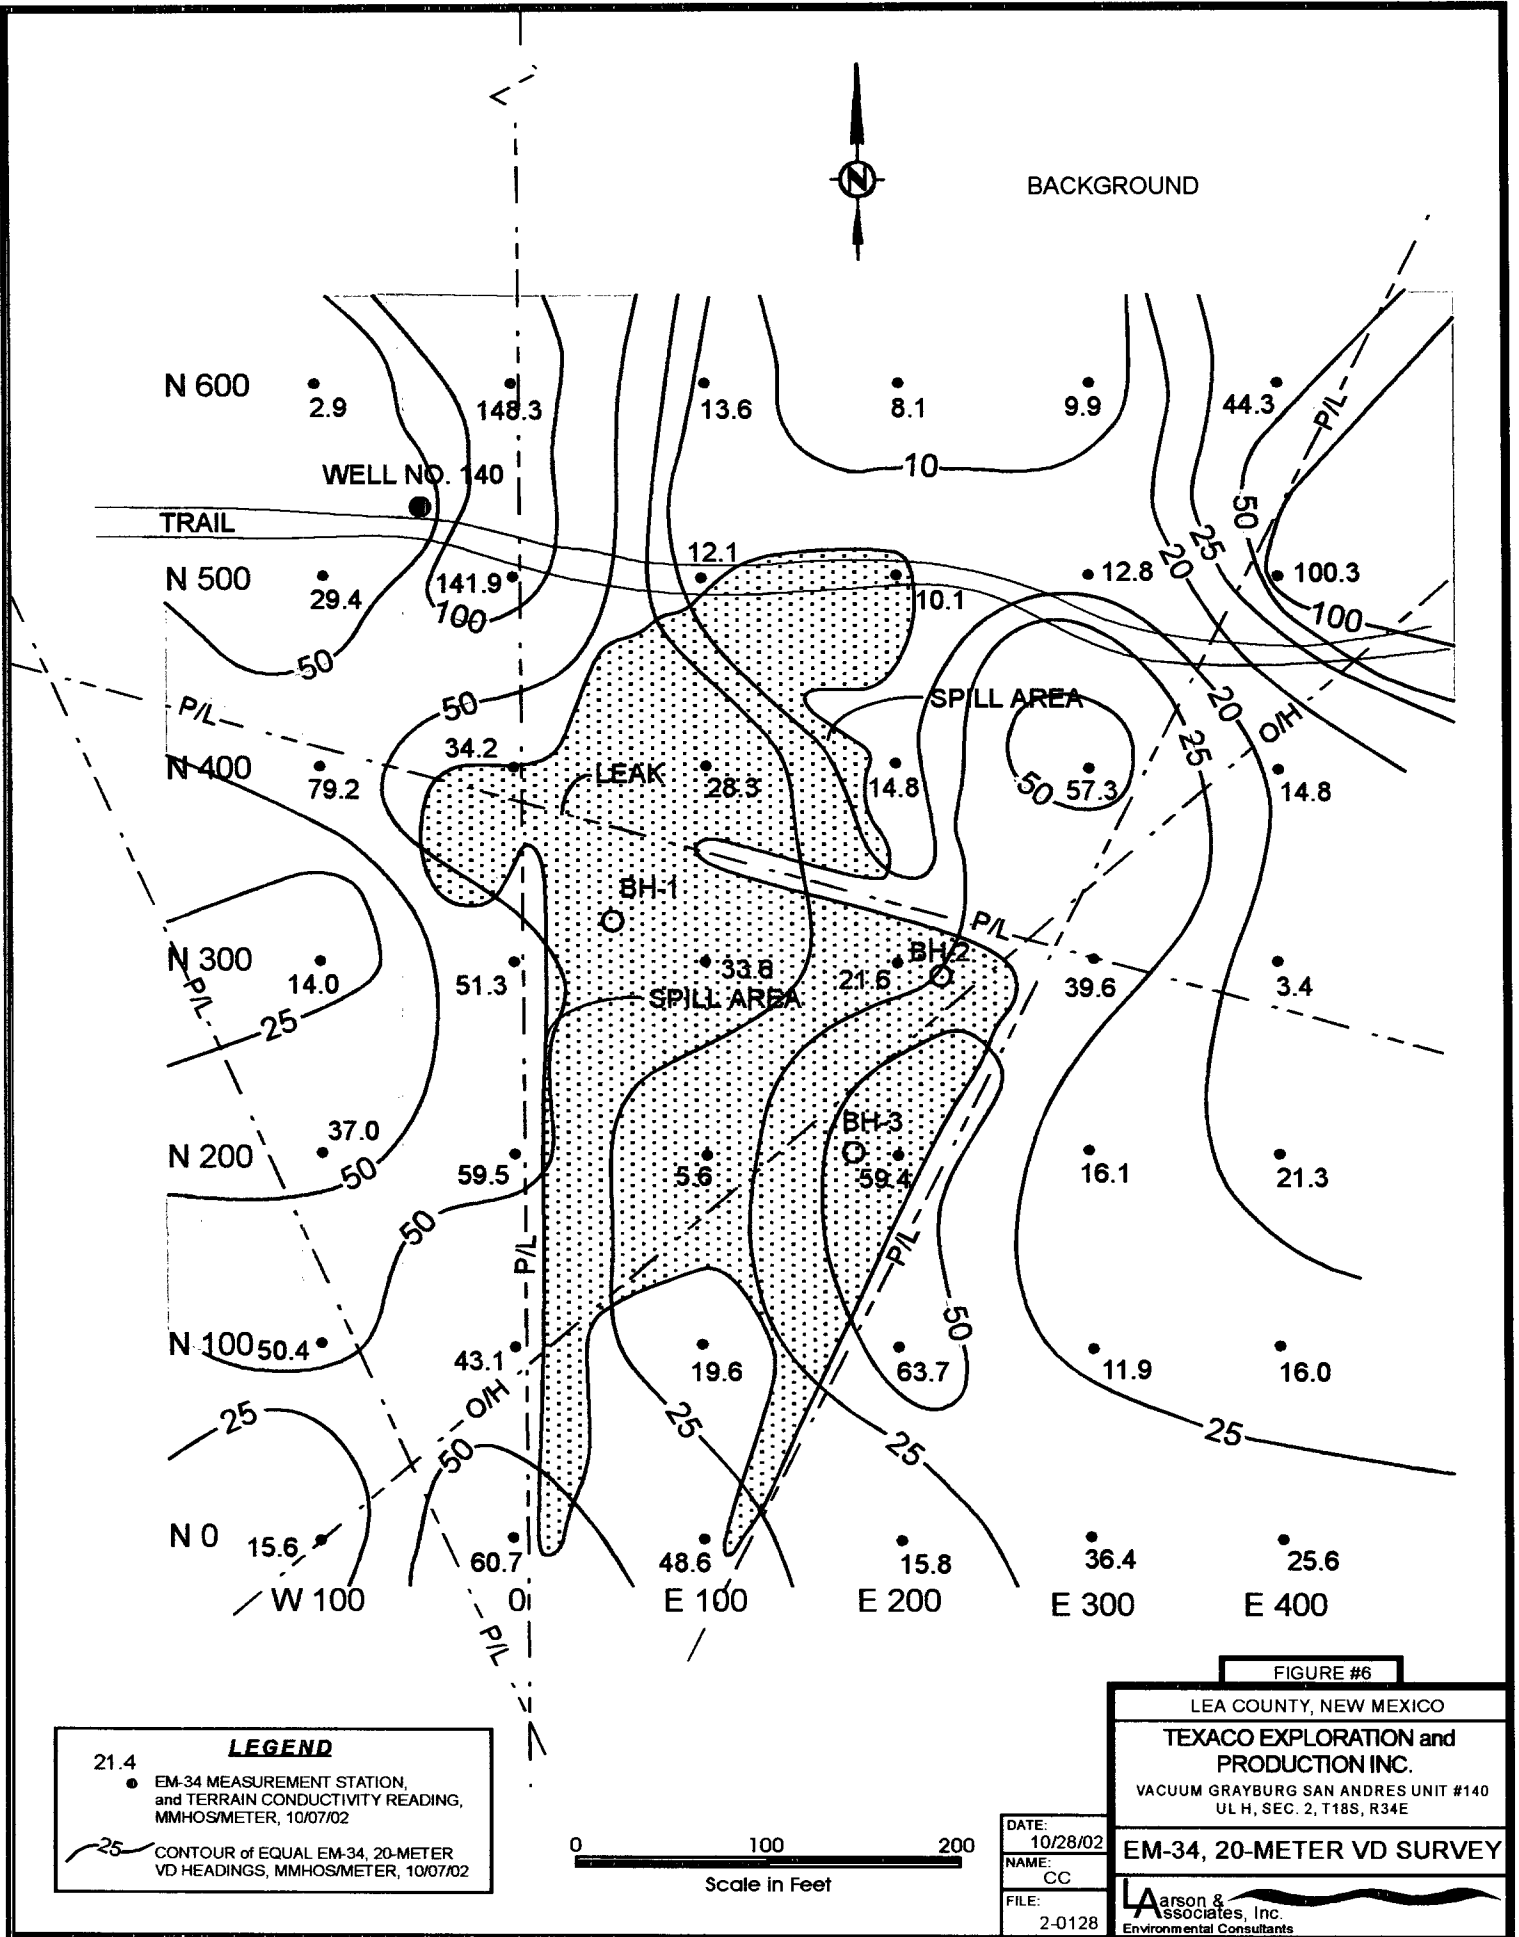 N
BACKGROUND
N 600
2.9
148.3
13.6
8.1
9.9
44.3
P/L
10
WELL NO. 140
TRAIL
50
25
20
N 500
29.4
141.9
100
12.1
10.1
12.8
100.3
100
50
P/L
50
SPILL AREA
20
O/H
25
N 400
79.2
34.2
LEAK
28.3
14.8
50
57.3
14.8
BH-1
P/L
BH-2
N 300
14.0
51.3
33.6
21.6
39.6
3.4
P/L
SPILL AREA
25
BH-3
N 200
37.0
50
59.5
5.6
59.4
16.1
21.3
50
P/L
P/L
50
N 100
50.4
43.1
19.6
63.7
11.9
16.0
O/H
25
25
25
25
50
N 0
15.6
60.7
48.6
15.8
36.4
25.6
W 100
0
E 100
E 200
E 300
E 400
P/L
FIGURE #6
LEA COUNTY, NEW MEXICO
TEXACO EXPLORATION and
PRODUCTION INC.
VACUUM GRAYBURG SAN ANDRES UNIT #140
UL H, SEC. 2, T18S, R34E
EM-34, 20-METER VD SURVEY
Larson &
Associates, Inc.
Environmental Consultants
DATE:
10/28/02
NAME:
CC
FILE:
2-0128
LEGEND
21.4
EM-34 MEASUREMENT STATION,
and TERRAIN CONDUCTIVITY READING,
MMHOS/METER, 10/07/02
25
CONTOUR of EQUAL EM-34, 20-METER
VD HEADINGS, MMHOS/METER, 10/07/02
0 100 200
Scale in Feet